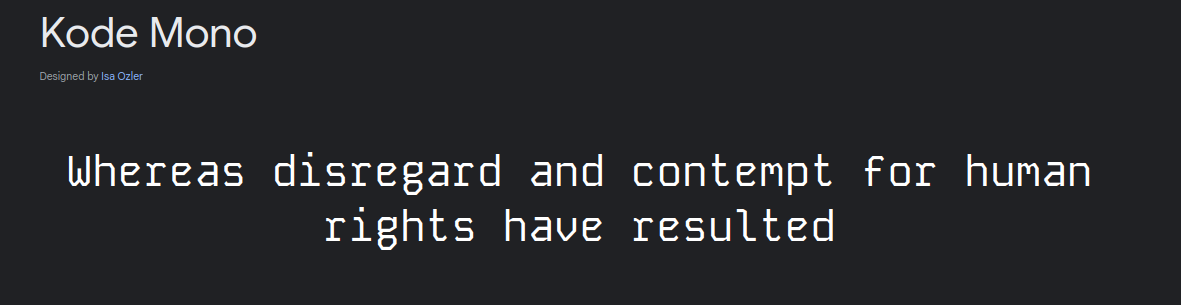 Kode Mono
Designed by Isa Ozler
Whereas disregard and contempt for human
rights have resulted